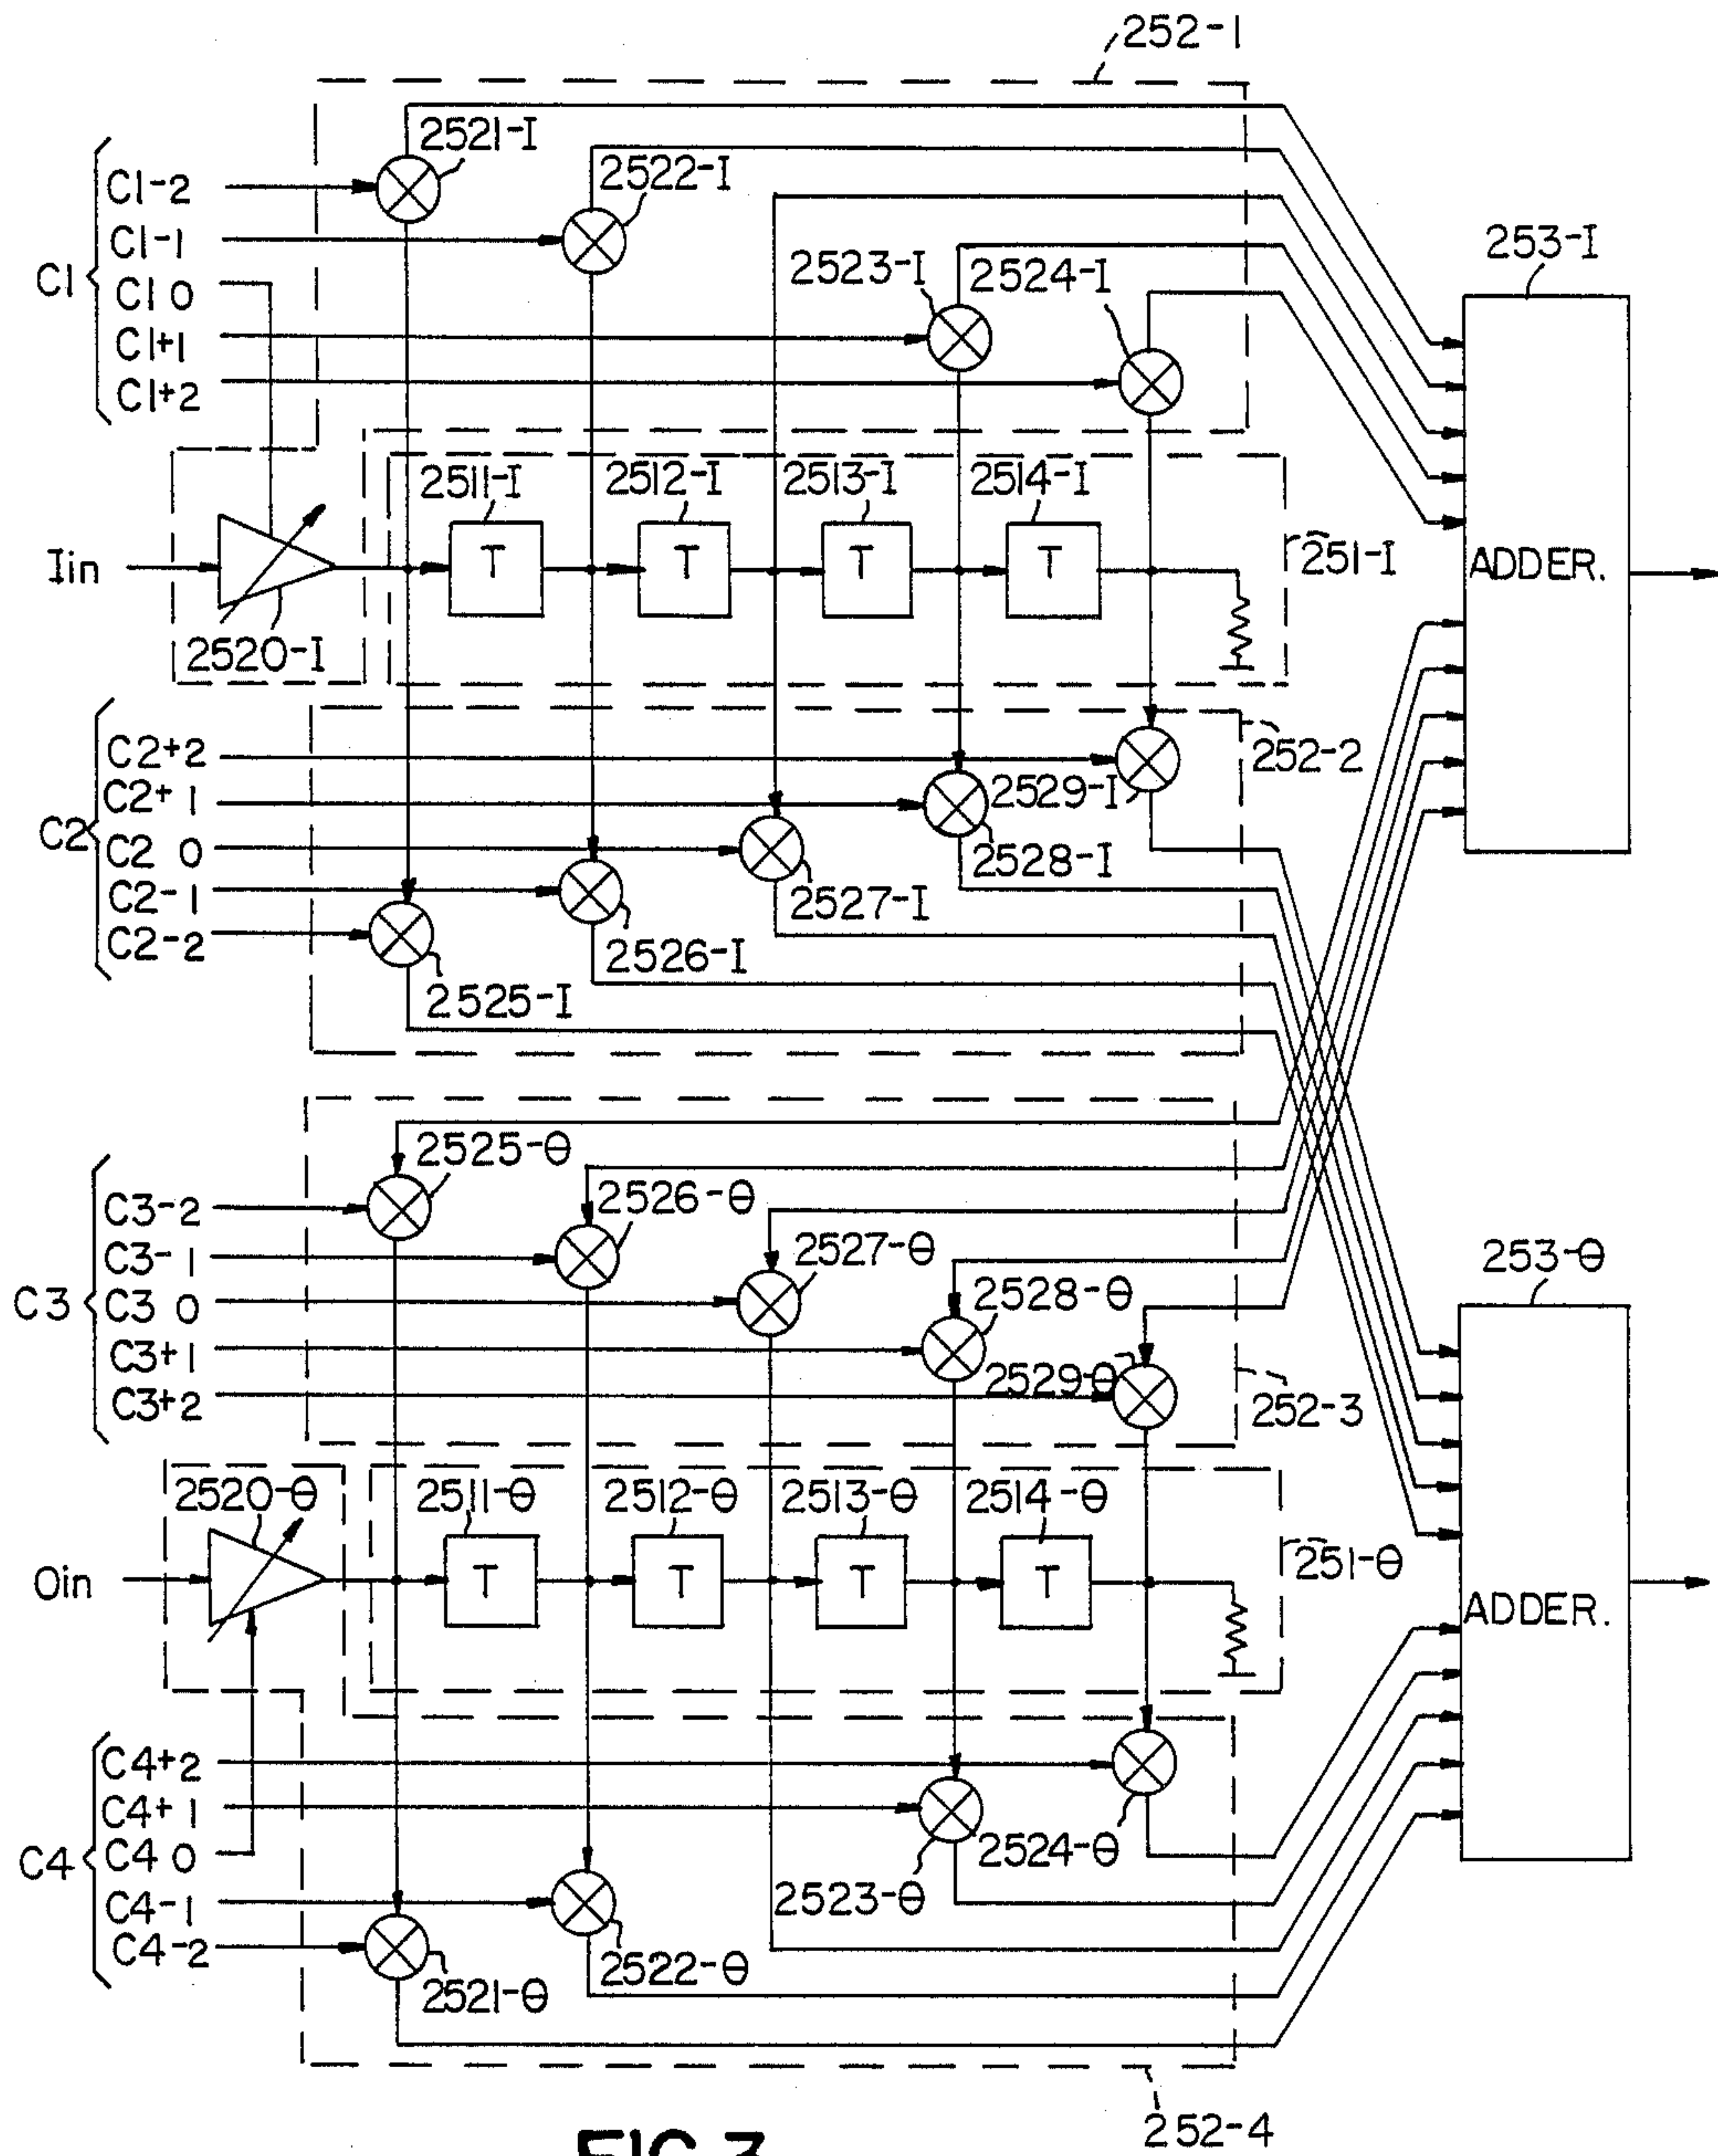 252-1
2521-I
C1-2
2522-I
C1-1
253-I
2523-I
2524-I
C1
C1 0
C1+1
C1+2
2511-I
2512-I
2513-I
2514-I
Iin
T
T
T
T
251-I
ADDER.
2520-I
C2+2
252-2
C2+1
2529-I
C2
C2 0
2528-I
C2-1
2527-I
C2-2
2526-I
2525-I
2525-θ
2526-θ
C3-2
C3-1
2527-θ
253-θ
C3
C3 0
2528-θ
C3+1
2529-θ
C3+2
252-3
2520-θ
2511-θ
2512-θ
2513-θ
2514-θ
251-θ
Oin
T
T
T
T
ADDER.
C4+2
C4+1
2524-θ
C4
C4 0
2523-θ
C4-1
C4-2
2522-θ
2521-θ
252-4
FIG.3